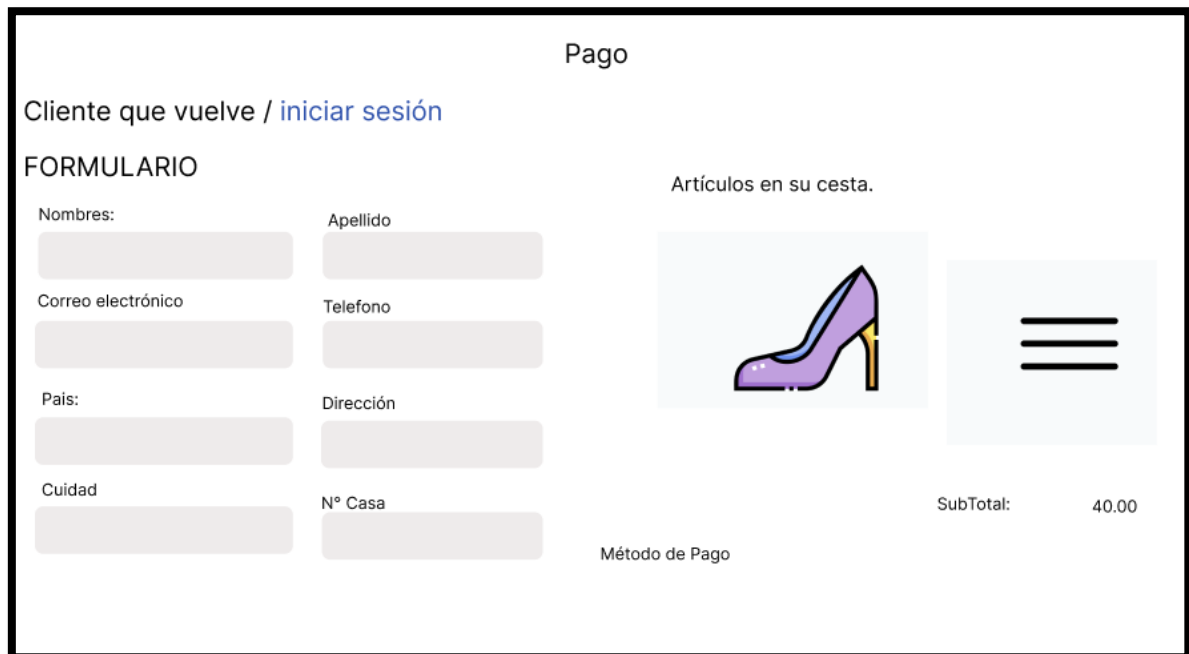 Pago
Cliente que vuelve / iniciar sesión
FORMULARIO
Nombres:
Apellido
Correo electrónico
Telefono
Pais:
Dirección
Cuidad
N° Casa
Artículos en su cesta.
SubTotal: 40.00
Método de Pago